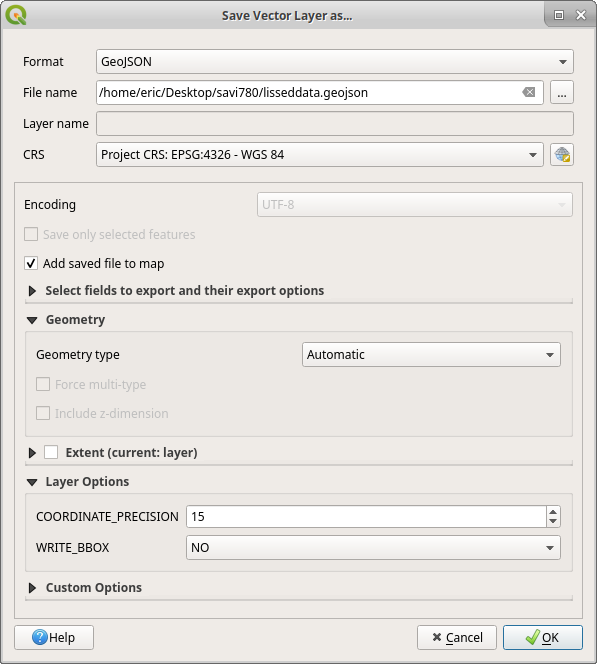 Save Vector Layer as...
Format GeoJSON
File name /home/eric/Desktop/savi780/lisseddata.geojson ...
Layer name
CRS Project CRS: EPSG:4326 - WGS 84
Encoding UTF-8
Save only selected features
Add saved file to map
Select fields to export and their export options
Geometry
Geometry type Automatic
Force multi-type
Include z-dimension
Extent (current: layer)
Layer Options
COORDINATE_PRECISION 15
WRITE_BBOX NO
Custom Options
Help Cancel OK